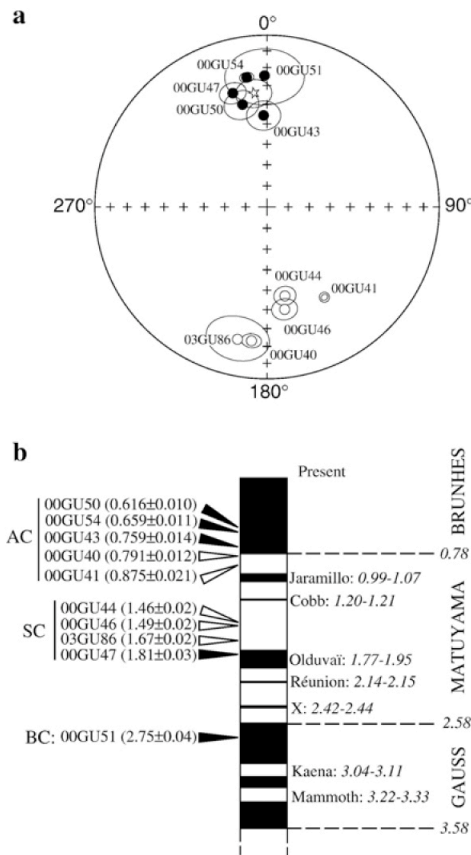 a
0°
00GU54
00GU51
00GU47
00GU50
00GU43
270°
90°
00GU44
00GU41
00GU46
03GU86
00GU40
180°
b
Present
00GU50 (0.616±0.010)
00GU54 (0.659±0.011)
AC
00GU43 (0.759±0.014)
00GU40 (0.791±0.012)
00GU41 (0.875±0.021)
00GU44 (1.46±0.02)
SC
00GU46 (1.49±0.02)
03GU86 (1.67±0.02)
00GU47 (1.81±0.03)
BC: 00GU51 (2.75±0.04)
0.78
Jaramillo: 0.99-1.07
Cobb: 1.20-1.21
Olduvaï: 1.77-1.95
Réunion: 2.14-2.15
X: 2.42-2.44
2.58
Kaena: 3.04-3.11
Mammoth: 3.22-3.33
3.58
BRUNHES
MATUYAMA
GAUSS